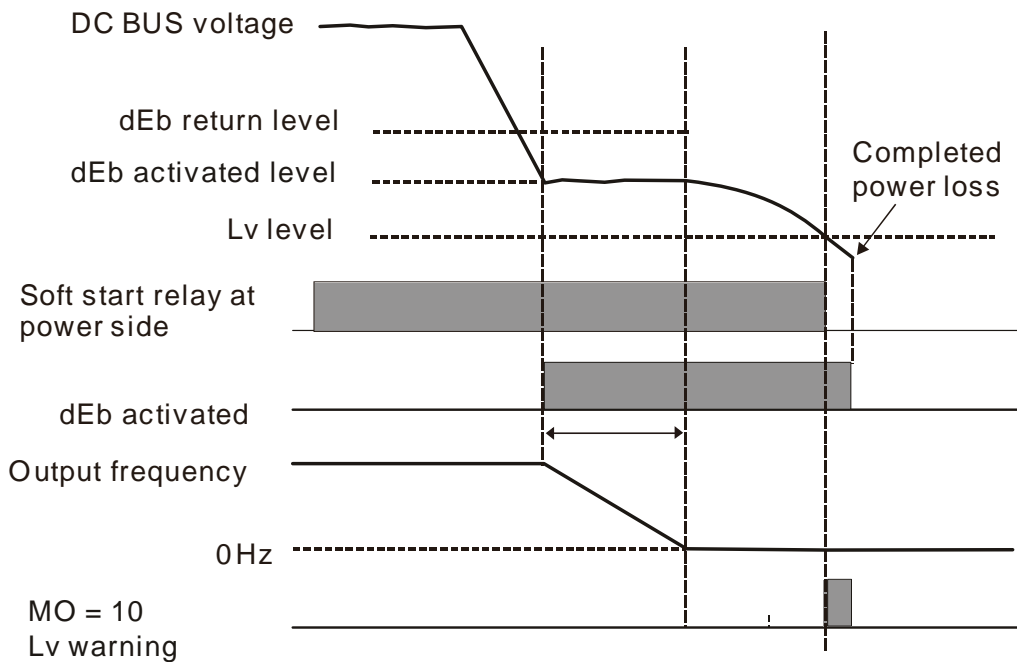 DC BUS voltage
dEb return level
dEb activated level
Completed
power loss
Lv level
Soft start relay at
power side
dEb activated
Output frequency
0Hz
MO = 10
Lv warning